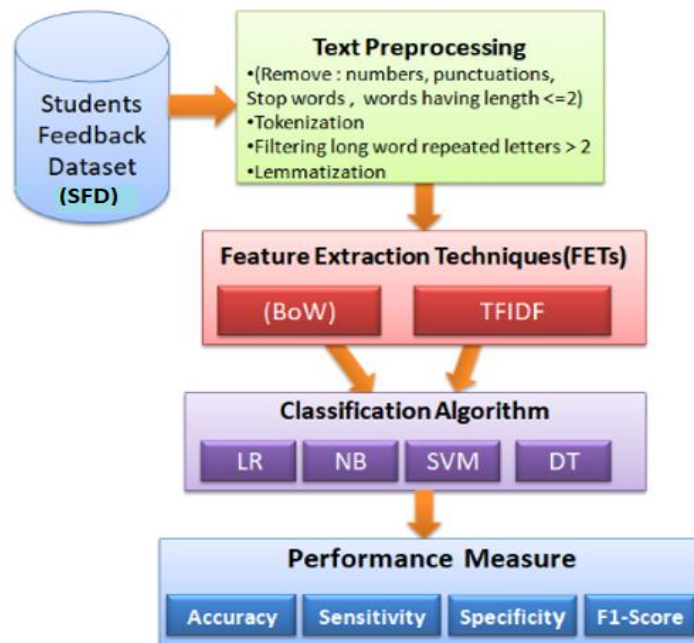 Students
Feedback
Dataset
(SFD)
Text Preprocessing
•(Remove : numbers, punctuations,
Stop words , words having length <=2)
•Tokenization
•Filtering long word repeated letters > 2
•Lemmatization
Feature Extraction Techniques(FETs)
(BoW) TFIDF
Classification Algorithm
LR NB SVM DT
Performance Measure
Accuracy Sensitivity Specificity F1-Score